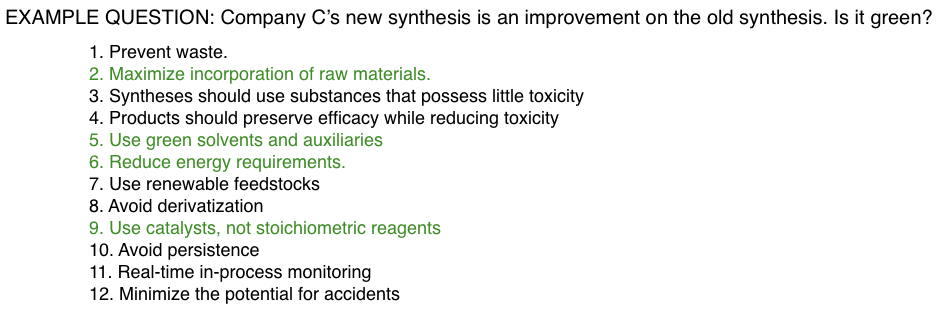 EXAMPLE QUESTION: Company C's new synthesis is an improvement on the old synthesis. Is it green?
1. Prevent waste.
2. Maximize incorporation of raw materials.
3. Syntheses should use substances that possess little toxicity
4. Products should preserve efficacy while reducing toxicity
5. Use green solvents and auxiliaries
6. Reduce energy requirements.
7. Use renewable feedstocks
8. Avoid derivatization
9. Use catalysts, not stoichiometric reagents
10. Avoid persistence
11. Real-time in-process monitoring
12. Minimize the potential for accidents